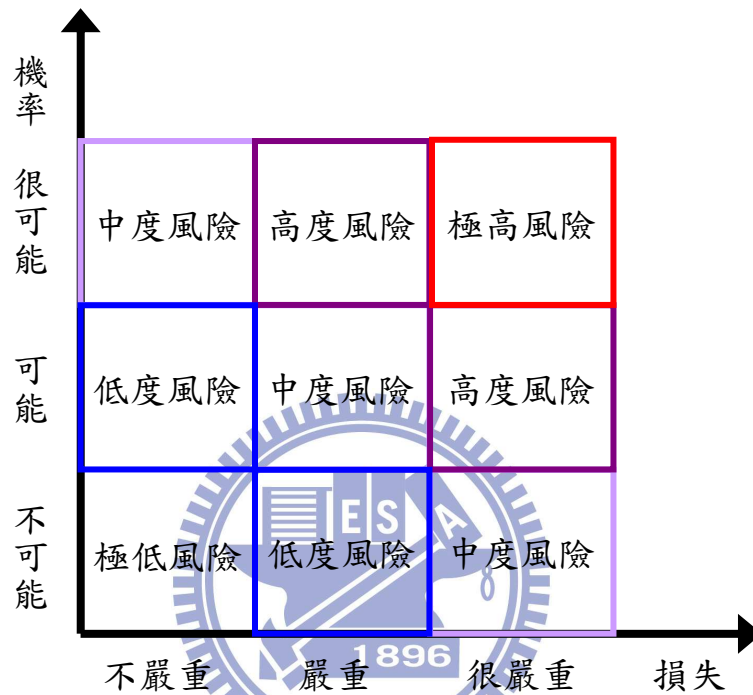 機率
很可能
中度風險 高度風險 極高風險
可能
低度風險 中度風險 高度風險
ESA
不可能
極低風險 低度風險 中度風險
1896
不嚴重 嚴重 很嚴重 損失